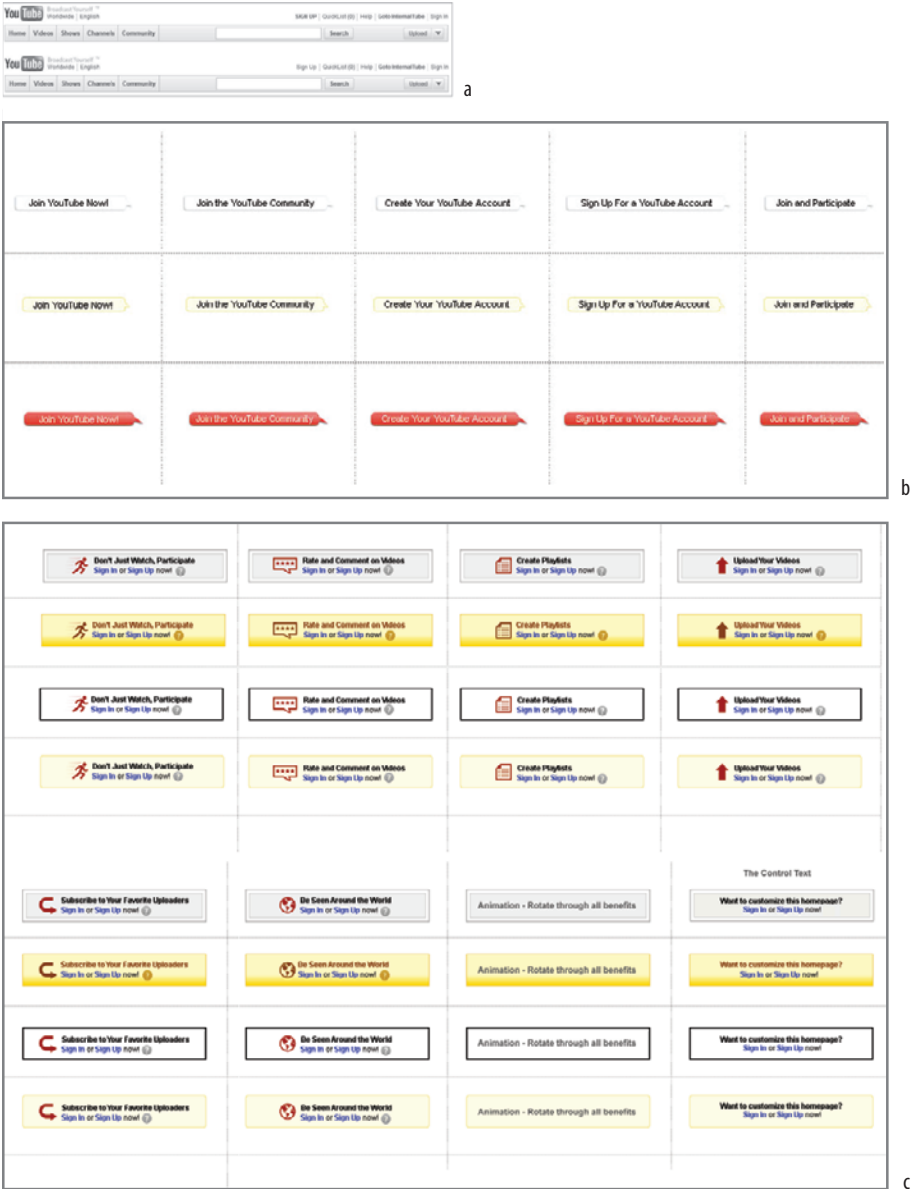 You Tube Broadcast Yourself ™
Worldwide | English
SIGN UP | QuickList (0) | Help | Goto InternalTube | Sign In
Home Videos Shows Channels Community Search Upload
You Tube Broadcast Yourself ™
Worldwide | English
Sign Up | QuickList (0) | Help | Goto InternalTube | Sign In
Home Videos Shows Channels Community Search Upload
a
Join YouTube Now! Join the YouTube Community Create Your YouTube Account Sign Up For a YouTube Account Join and Participate
Join YouTube Now! Join the YouTube Community Create Your YouTube Account Sign Up For a YouTube Account Join and Participate
Join YouTube Now! Join the YouTube Community Create Your YouTube Account Sign Up For a YouTube Account Join and Participate
b
Don't Just Watch, Participate Rate and Comment on Videos Create Playlists Upload Your Videos
Sign In or Sign Up now! ? Sign In or Sign Up now! ? Sign In or Sign Up now! ? Sign In or Sign Up now! ?
Don't Just Watch, Participate Rate and Comment on Videos Create Playlists Upload Your Videos
Sign In or Sign Up now! ? Sign In or Sign Up now! ? Sign In or Sign Up now! ? Sign In or Sign Up now! ?
Don't Just Watch, Participate Rate and Comment on Videos Create Playlists Upload Your Videos
Sign In or Sign Up now! ? Sign In or Sign Up now! ? Sign In or Sign Up now! ? Sign In or Sign Up now! ?
Don't Just Watch, Participate Rate and Comment on Videos Create Playlists Upload Your Videos
Sign In or Sign Up now! ? Sign In or Sign Up now! ? Sign In or Sign Up now! ? Sign In or Sign Up now! ?
The Control Text
Subscribe to Your Favorite Uploaders Be Seen Around the World Animation - Rotate through all benefits Want to customize this homepage?
Sign In or Sign Up now! ? Sign In or Sign Up now! ? Sign In or Sign Up now!
Subscribe to Your Favorite Uploaders Be Seen Around the World Animation - Rotate through all benefits Want to customize this homepage?
Sign In or Sign Up now! ? Sign In or Sign Up now! ? Sign In or Sign Up now!
Subscribe to Your Favorite Uploaders Be Seen Around the World Animation - Rotate through all benefits Want to customize this homepage?
Sign In or Sign Up now! ? Sign In or Sign Up now! ? Sign In or Sign Up now!
Subscribe to Your Favorite Uploaders Be Seen Around the World Animation - Rotate through all benefits Want to customize this homepage?
Sign In or Sign Up now! ? Sign In or Sign Up now! ? Sign In or Sign Up now!
c